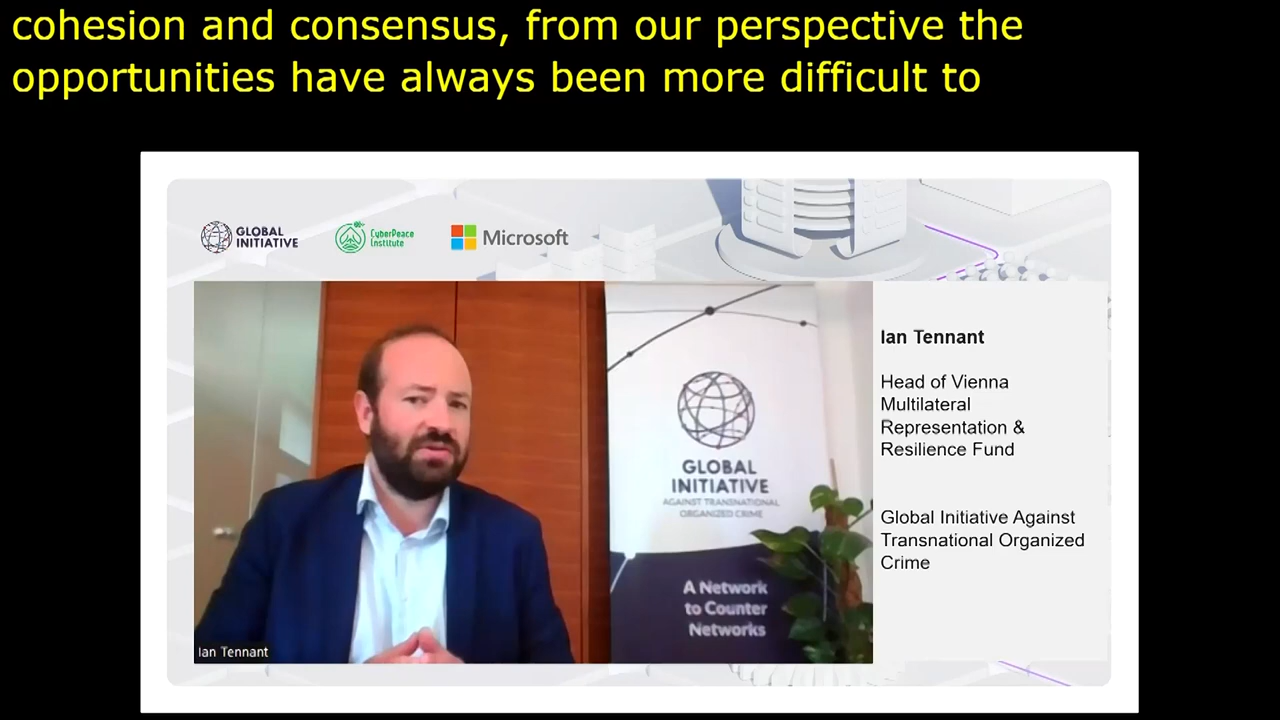 cohesion and consensus, from our perspective the
opportunities have always been more difficult to
GLOBAL
INITIATIVE
CyberPeace
Institute
Microsoft
Ian Tennant
Head of Vienna
Multilateral
Representation &
Resilience Fund
Global Initiative Against
Transnational Organized
Crime
GLOBAL
INITIATIVE
AGAINST TRANSNATIONAL
ORGANIZED CRIME
A Network
to Counter
Networks
Ian Tennant